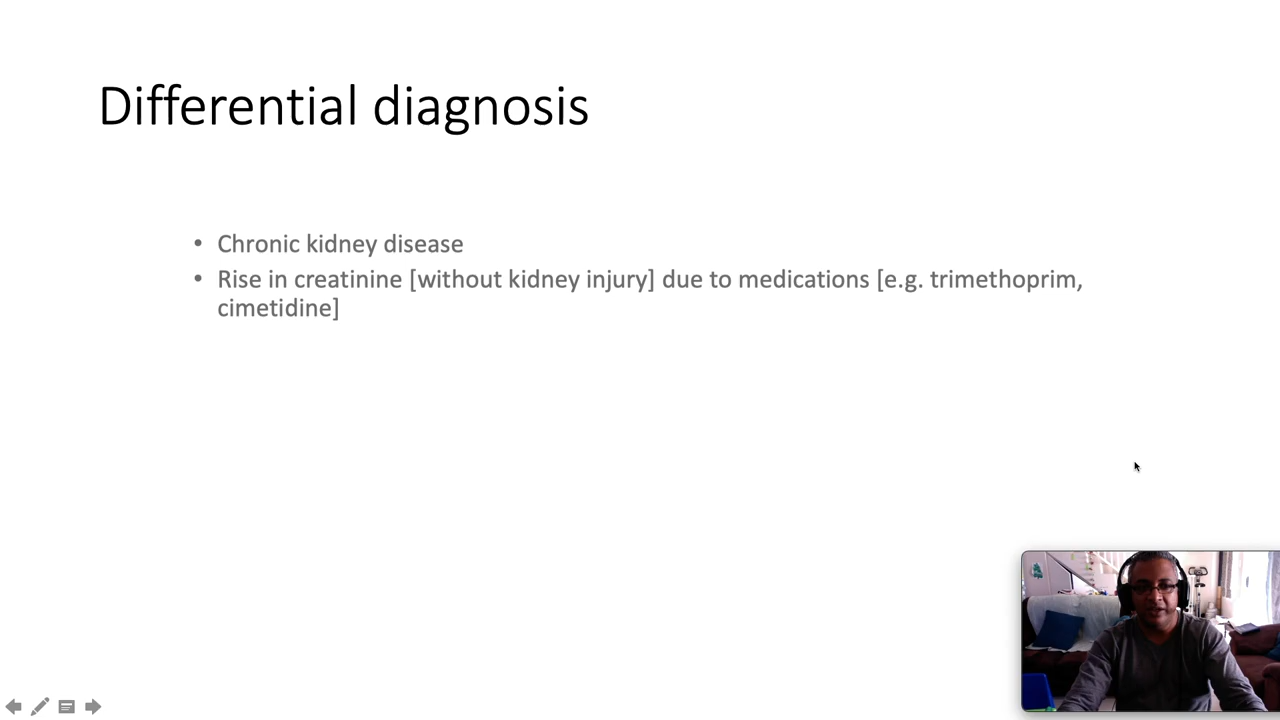 Differential diagnosis
• Chronic kidney disease
• Rise in creatinine [without kidney injury] due to medications [e.g. trimethoprim,
cimetidine]